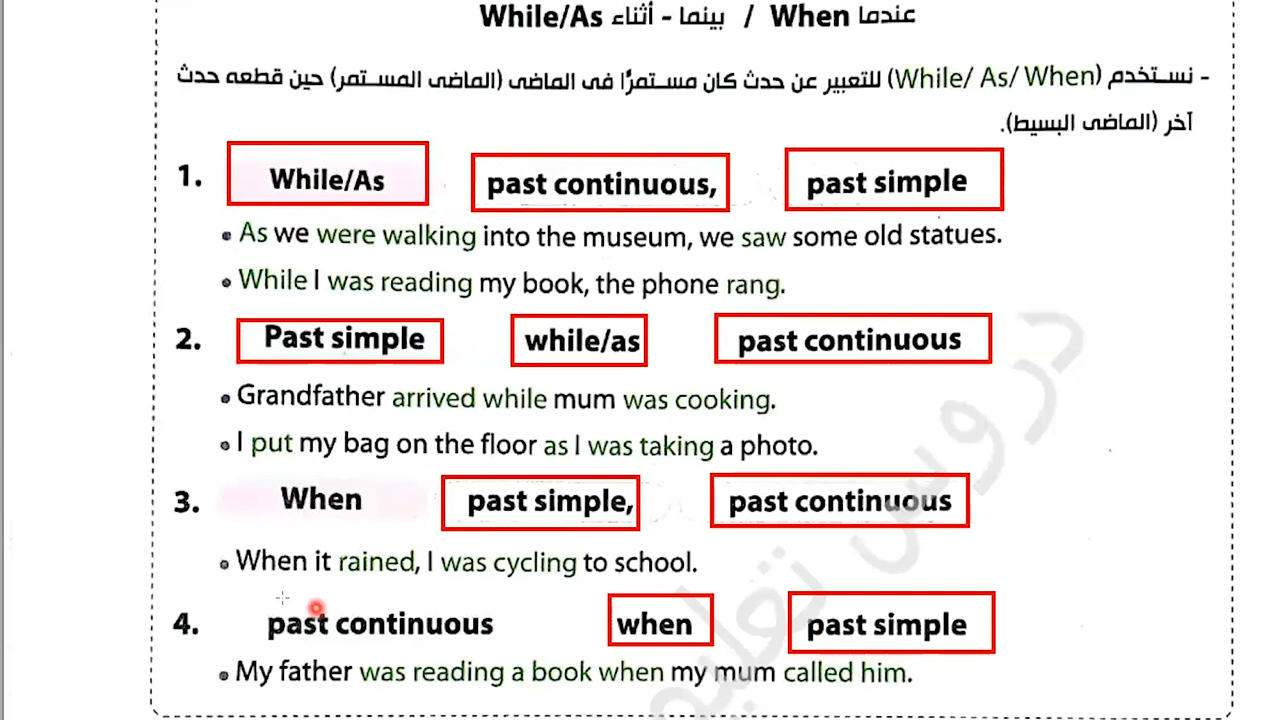 While/As بينما - أثناء / When عندما
- نستخدم (While/ As/ When) للتعبير عن حدث كان مستمرًا فى الماضى (الماضى المستمر) حين قطعه حدث
آخر (الماضى البسيط).
1. While/As past continuous, past simple
• As we were walking into the museum, we saw some old statues.
• While I was reading my book, the phone rang.
2. Past simple while/as past continuous
• Grandfather arrived while mum was cooking.
• I put my bag on the floor as I was taking a photo.
3. When past simple, past continuous
• When it rained, I was cycling to school.
4. past continuous when past simple
• My father was reading a book when my mum called him.
دروس تعليم